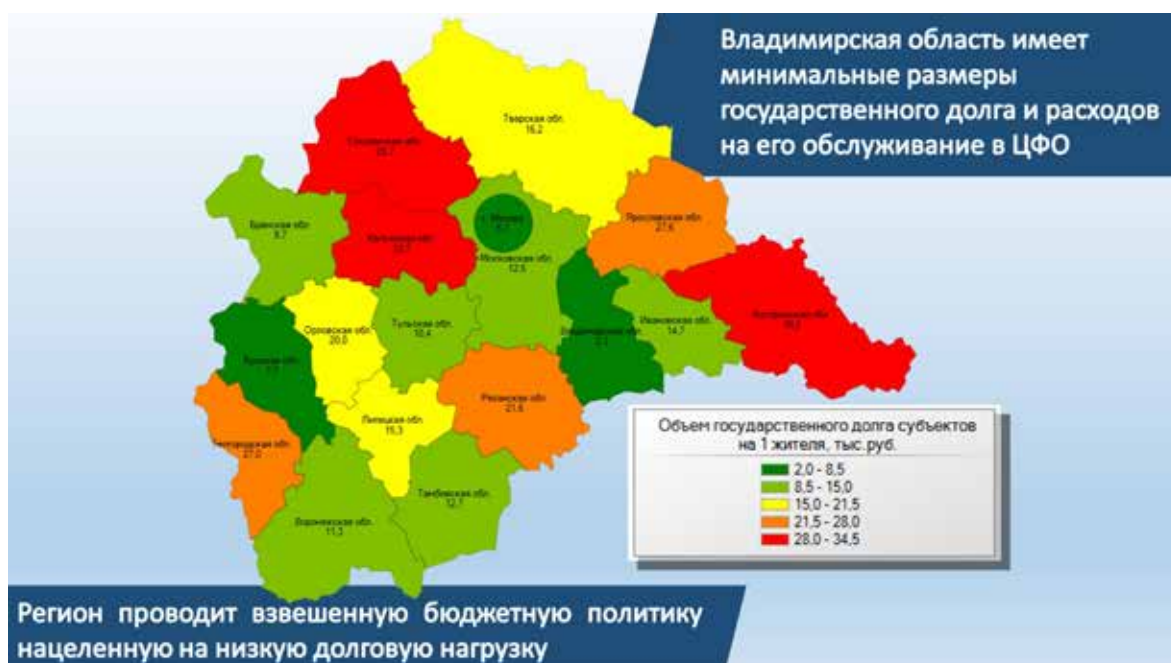 Владимирская область имеет
минимальные размеры
государственного долга и расходов
на его обслуживание в ЦФО
Тверская обл.
16,2
Ярославская обл.
27,6
Брянская обл.
9,7
г. Москва
Московская обл.
12,5
Ивановская обл.
14,7
Орловская обл.
20,0
Тульская обл.
10,4
Рязанская обл.
21,6
Липецкая обл.
15,3
Белгородская обл.
27,0
Тамбовская обл.
12,7
Воронежская обл.
11,3
Объем государственного долга субъектов
на 1 жителя, тыс.руб.
2,0 - 8,5
8,5 - 15,0
15,0 - 21,5
21,5 - 28,0
28,0 - 34,5
Регион проводит взвешенную бюджетную политику
нацеленную на низкую долговую нагрузку